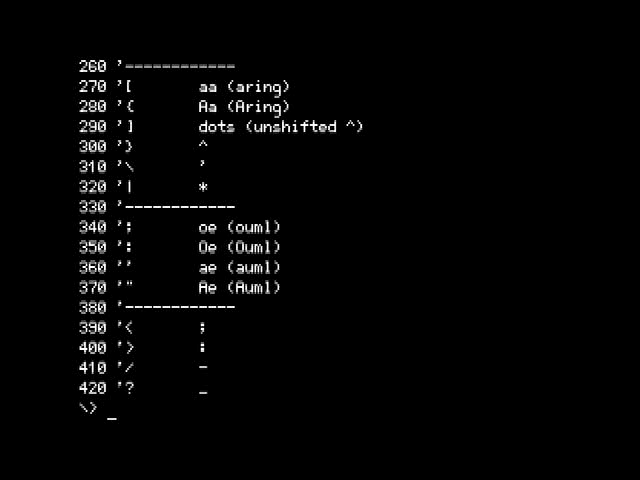 260 '------------
270 '[       aa (aring)
280 '{       Aa (Aring)
290 ']       dots (unshifted ^)
300 '}       ^
310 '\       '
320 '|       *
330 '------------
340 ';       oe (ouml)
350 ':       Oe (Ouml)
360 ''       ae (auml)
370 '"       Ae (Auml)
380 '------------
390 '<       ;
400 '>       :
410 '/       -
420 '?       _
\> _